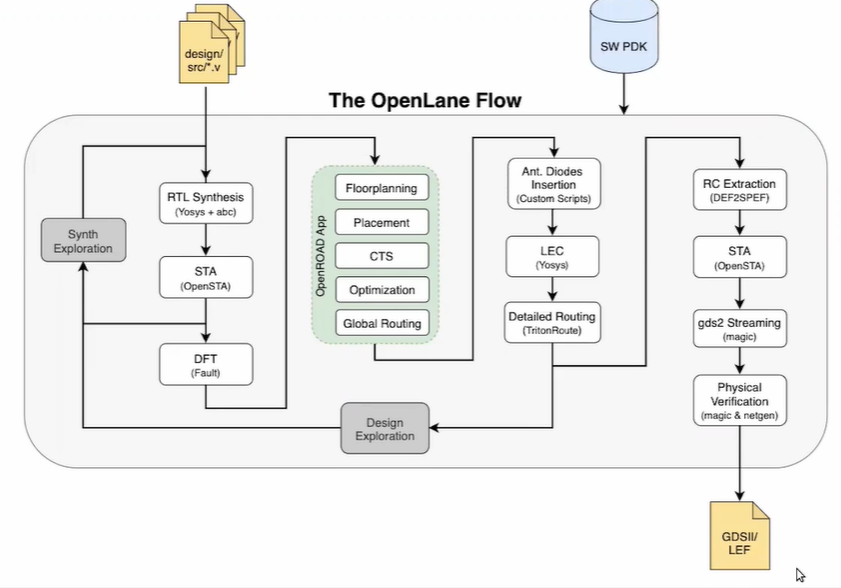 design/
src/*.v
SW PDK
The OpenLane Flow
RTL Synthesis
(Yosys + abc)
Synth
Exploration
STA
(OpenSTA)
DFT
(Fault)
OpenROAD App
Floorplanning
Placement
CTS
Optimization
Global Routing
Design
Exploration
Ant. Diodes
Insertion
(Custom Scripts)
LEC
(Yosys)
Detailed Routing
(TritonRoute)
RC Extraction
(DEF2SPEF)
STA
(OpenSTA)
gds2 Streaming
(magic)
Physical
Verification
(magic & netgen)
GDSII/
LEF